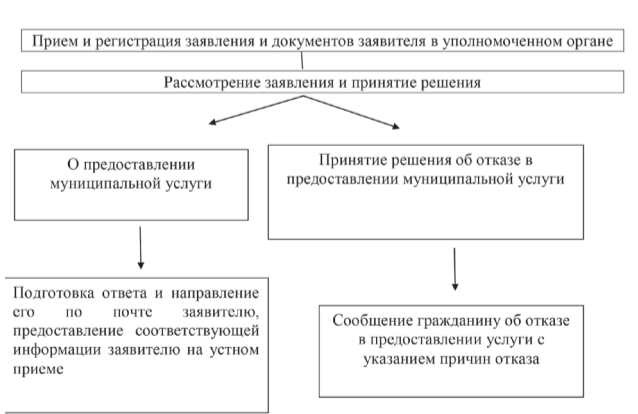 Прием и регистрация заявления и документов заявителя в уполномоченном органе
Рассмотрение заявления и принятие решения
О предоставлении
муниципальной услуги
Принятие решения об отказе в
предоставлении муниципальной услуги
Подготовка ответа и направление
его по почте заявителю,
предоставление соответствующей
информации заявителю на устном
приеме
Сообщение гражданину об отказе
в предоставлении услуги с
указанием причин отказа